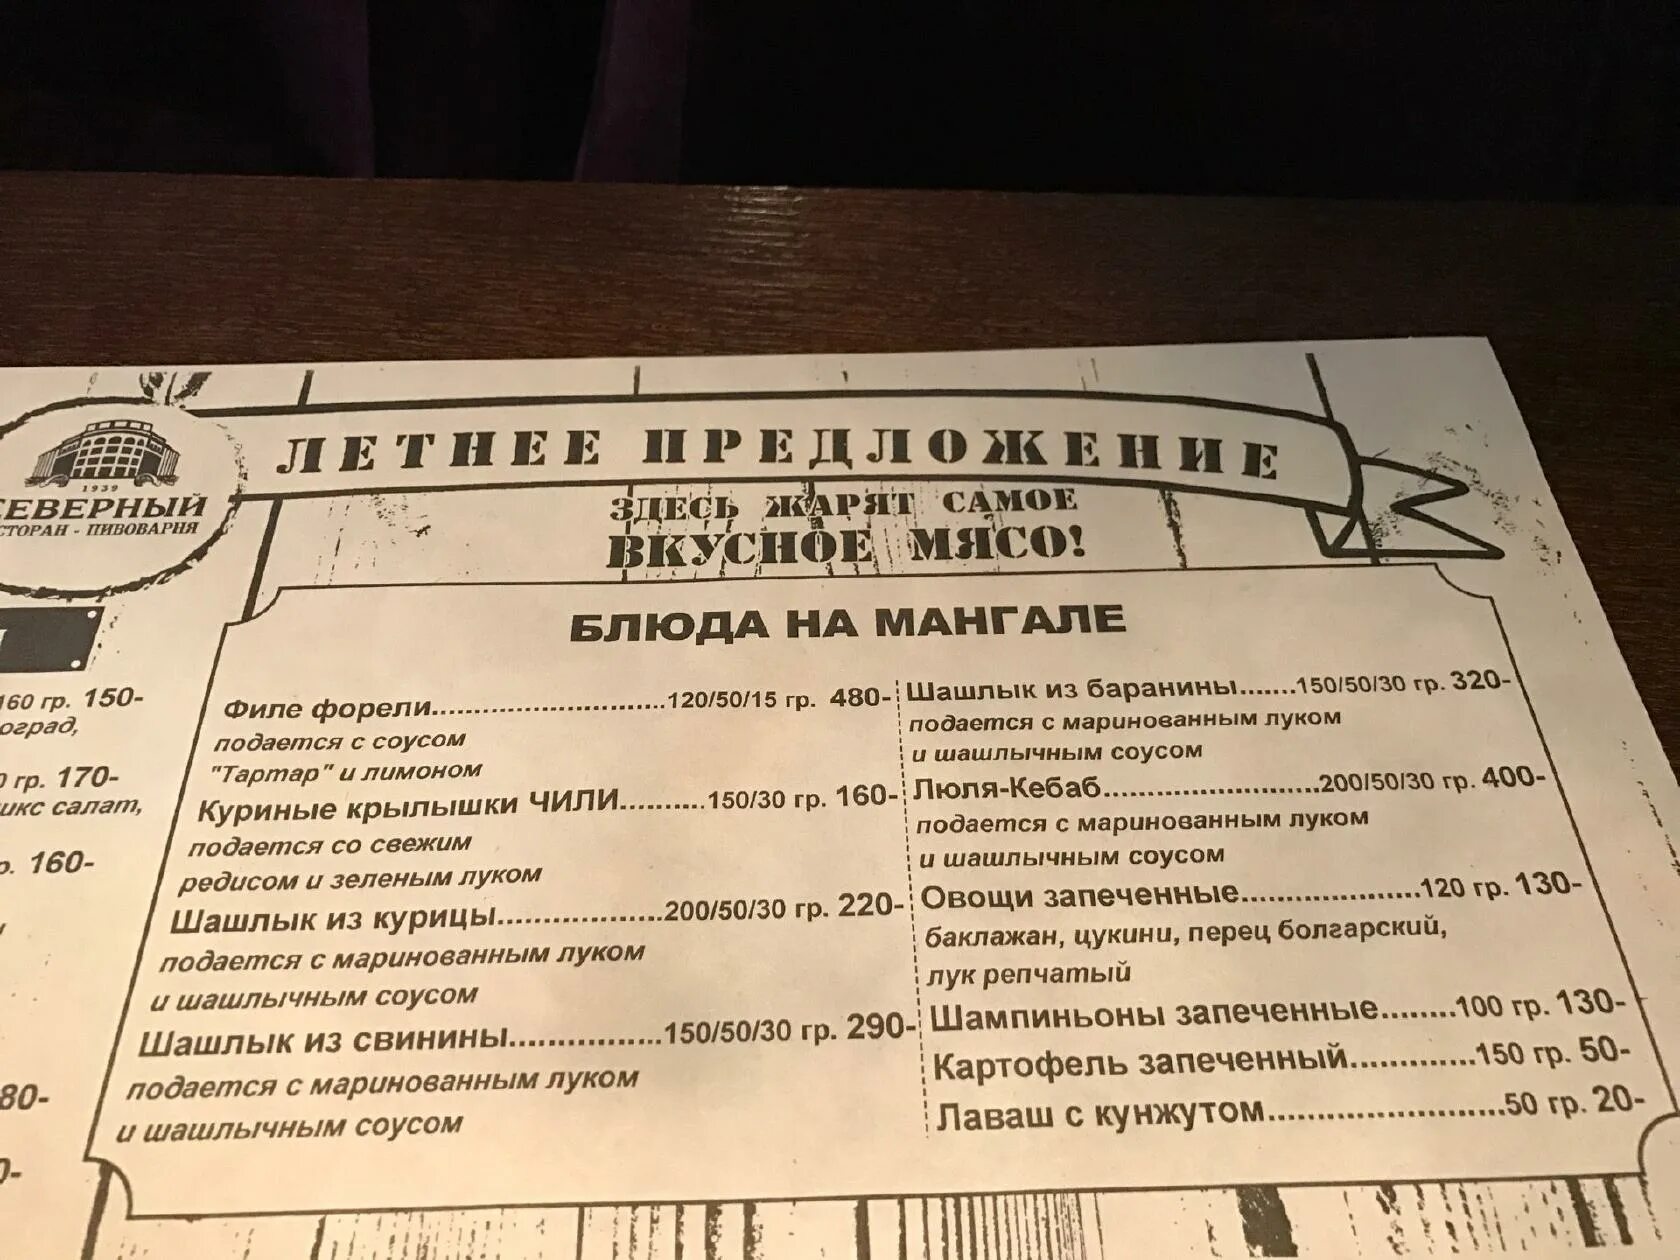 1939
СЕВЕРНЫЙ
ПИВОВАРНЯ
ЛЕТНЕЕ ПРЕДЛОЖЕНИЕ
ЗДЕСЬ ЖАРЯТ САМОЕ
ВКУСНОЕ МЯСО!
БЛЮДА НА МАНГАЛЕ
160 гр. 150-
гр. 170-
салат,
160-
Филе форели..............................120/50/15 гр. 480-
подается с соусом
"Тартар" и лимоном
Куриные крылышки ЧИЛИ..........150/30 гр. 160-
подается со свежим
редисом и зеленым луком
Шашлык из курицы....................200/50/30 гр. 220-
подается с маринованным луком
и шашлычным соусом
Шашлык из свинины..................150/50/30 гр. 290-
подается с маринованным луком
и шашлычным соусом
Шашлык из баранины.......150/50/30 гр. 320-
подается с маринованным луком
и шашлычным соусом
Люля-Кебаб..........................200/50/30 гр. 400-
подается с маринованным луком
и шашлычным соусом
Овощи запеченные.....................120 гр. 130-
баклажан, цукини, перец болгарский,
лук репчатый
Шампиньоны запеченные........100 гр. 130-
Картофель запеченный.............150 гр. 50-
Лаваш с кунжутом.........................50 гр. 20-